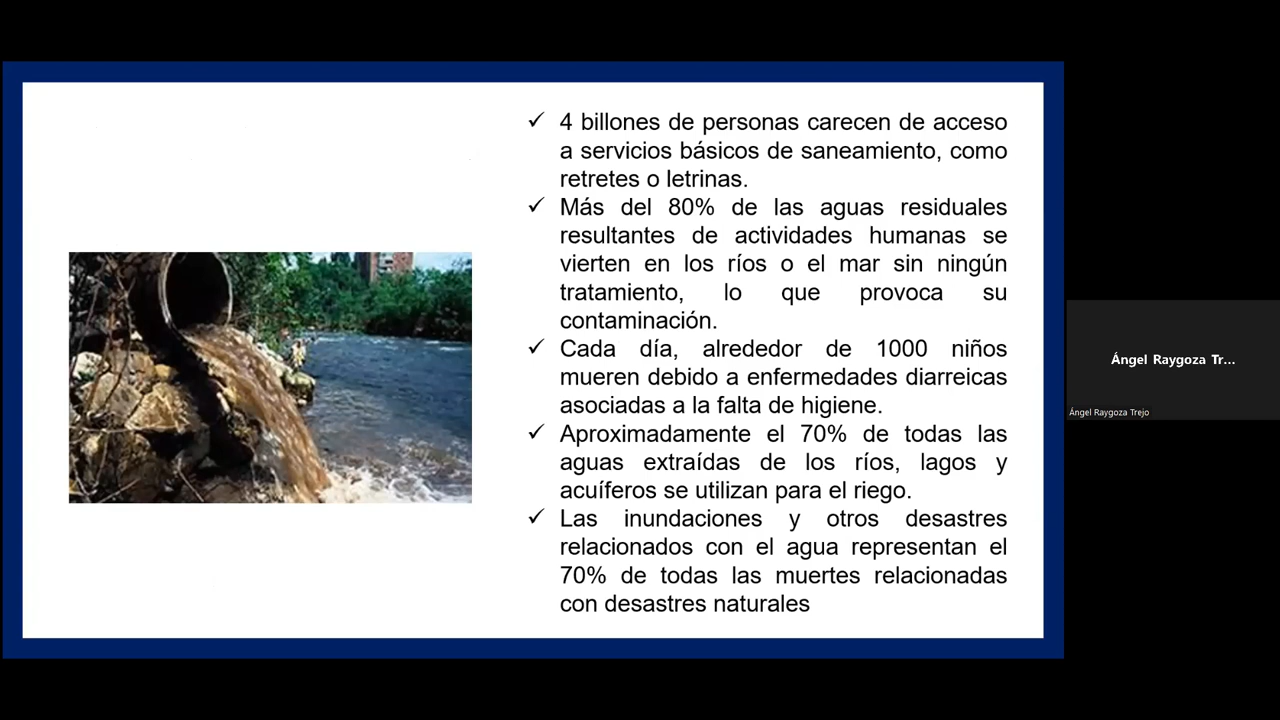 ✓ 4 billones de personas carecen de acceso
a servicios básicos de saneamiento, como
retretes o letrinas.
✓ Más del 80% de las aguas residuales
resultantes de actividades humanas se
vierten en los ríos o el mar sin ningún
tratamiento, lo que provoca su
contaminación.
✓ Cada día, alrededor de 1000 niños
mueren debido a enfermedades diarreicas
asociadas a la falta de higiene.
✓ Aproximadamente el 70% de todas las
aguas extraídas de los ríos, lagos y
acuíferos se utilizan para el riego.
✓ Las inundaciones y otros desastres
relacionados con el agua representan el
70% de todas las muertes relacionadas
con desastres naturales
Ángel Raygoza Tr...
Ángel Raygoza Trejo